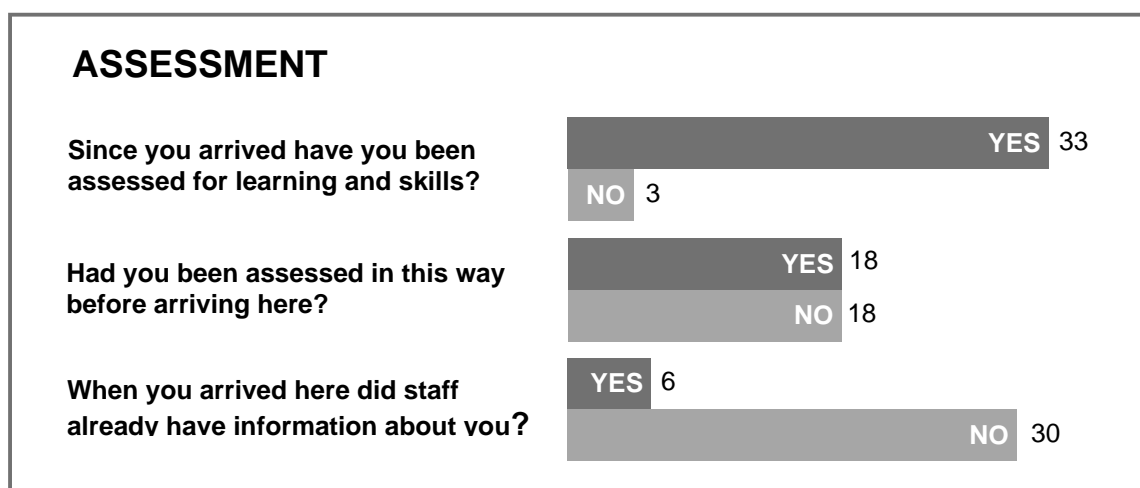 ASSESSMENT
Since you arrived have you been
assessed for learning and skills?
YES 33
NO 3
Had you been assessed in this way
before arriving here?
YES 18
NO 18
When you arrived here did staff
already have information about you?
YES 6
NO 30